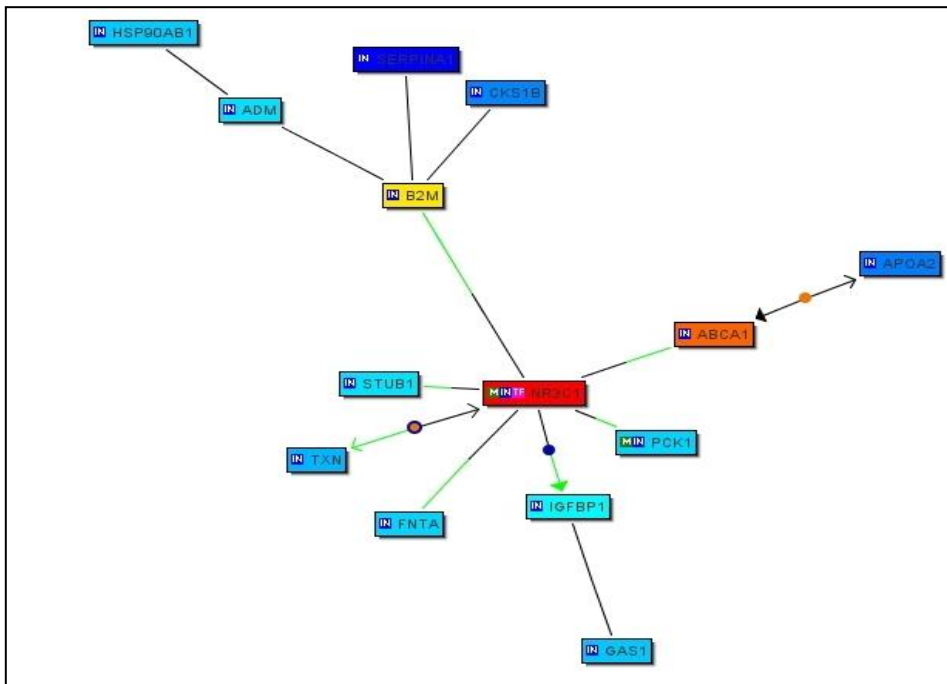 IN HSP90AB1
IN SERPINA1
IN CKS1B
IN ADM
IN B2M
IN APOA2
IN ABCA1
IN STUB1
M IN TF NR3C1
M IN PCK1
IN TXN
IN IGFBP1
IN FNTA
IN GAS1